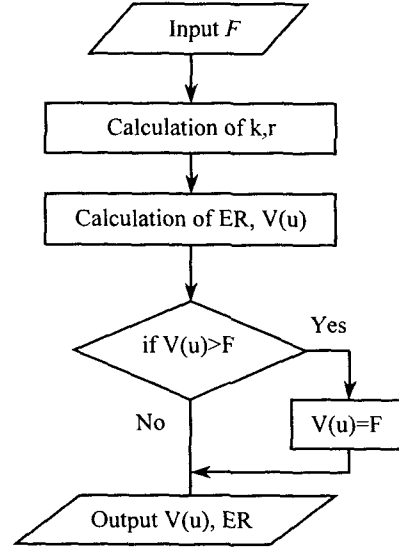 Input F
Calculation of k,r
Calculation of ER, V(u)
if V(u)>F
Yes
No
V(u)=F
Output V(u), ER